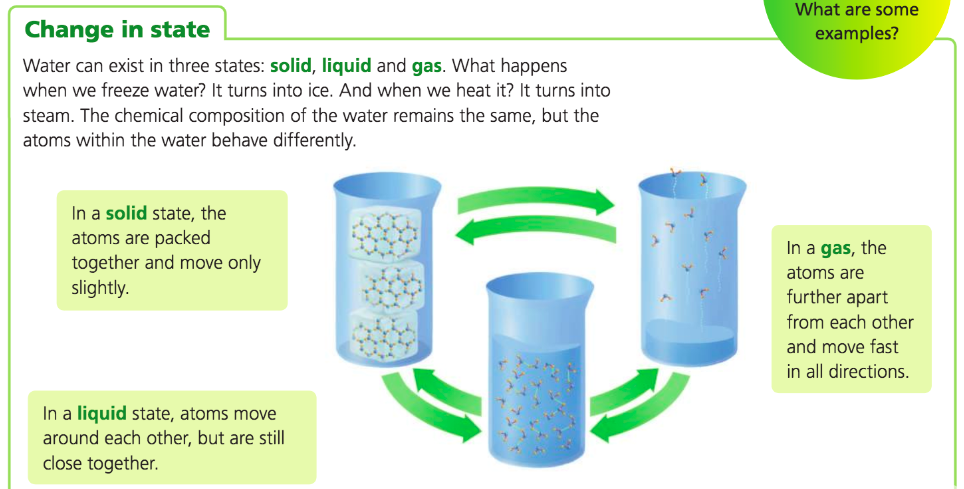 What are some
examples?
Change in state
Water can exist in three states: solid, liquid and gas. What happens
when we freeze water? It turns into ice. And when we heat it? It turns into
steam. The chemical composition of the water remains the same, but the
atoms within the water behave differently.
In a solid state, the
atoms are packed
together and move only
slightly.
In a gas, the
atoms are
further apart
from each other
and move fast
in all directions.
In a liquid state, atoms move
around each other, but are still
close together.